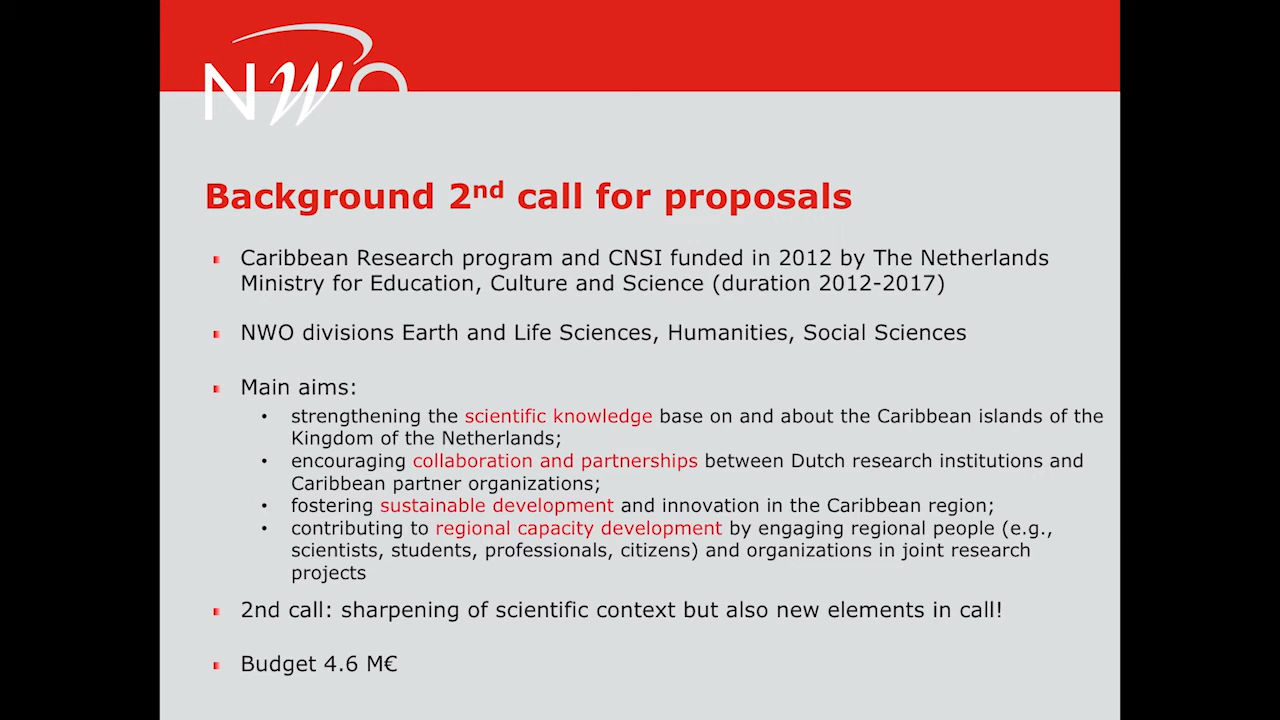 NWO
Background 2nd call for proposals
Caribbean Research program and CNSI funded in 2012 by The Netherlands
Ministry for Education, Culture and Science (duration 2012-2017)
NWO divisions Earth and Life Sciences, Humanities, Social Sciences
Main aims:
• strengthening the scientific knowledge base on and about the Caribbean islands of the
Kingdom of the Netherlands;
• encouraging collaboration and partnerships between Dutch research institutions and
Caribbean partner organizations;
• fostering sustainable development and innovation in the Caribbean region;
• contributing to regional capacity development by engaging regional people (e.g.,
scientists, students, professionals, citizens) and organizations in joint research
projects
2nd call: sharpening of scientific context but also new elements in call!
Budget 4.6 M€